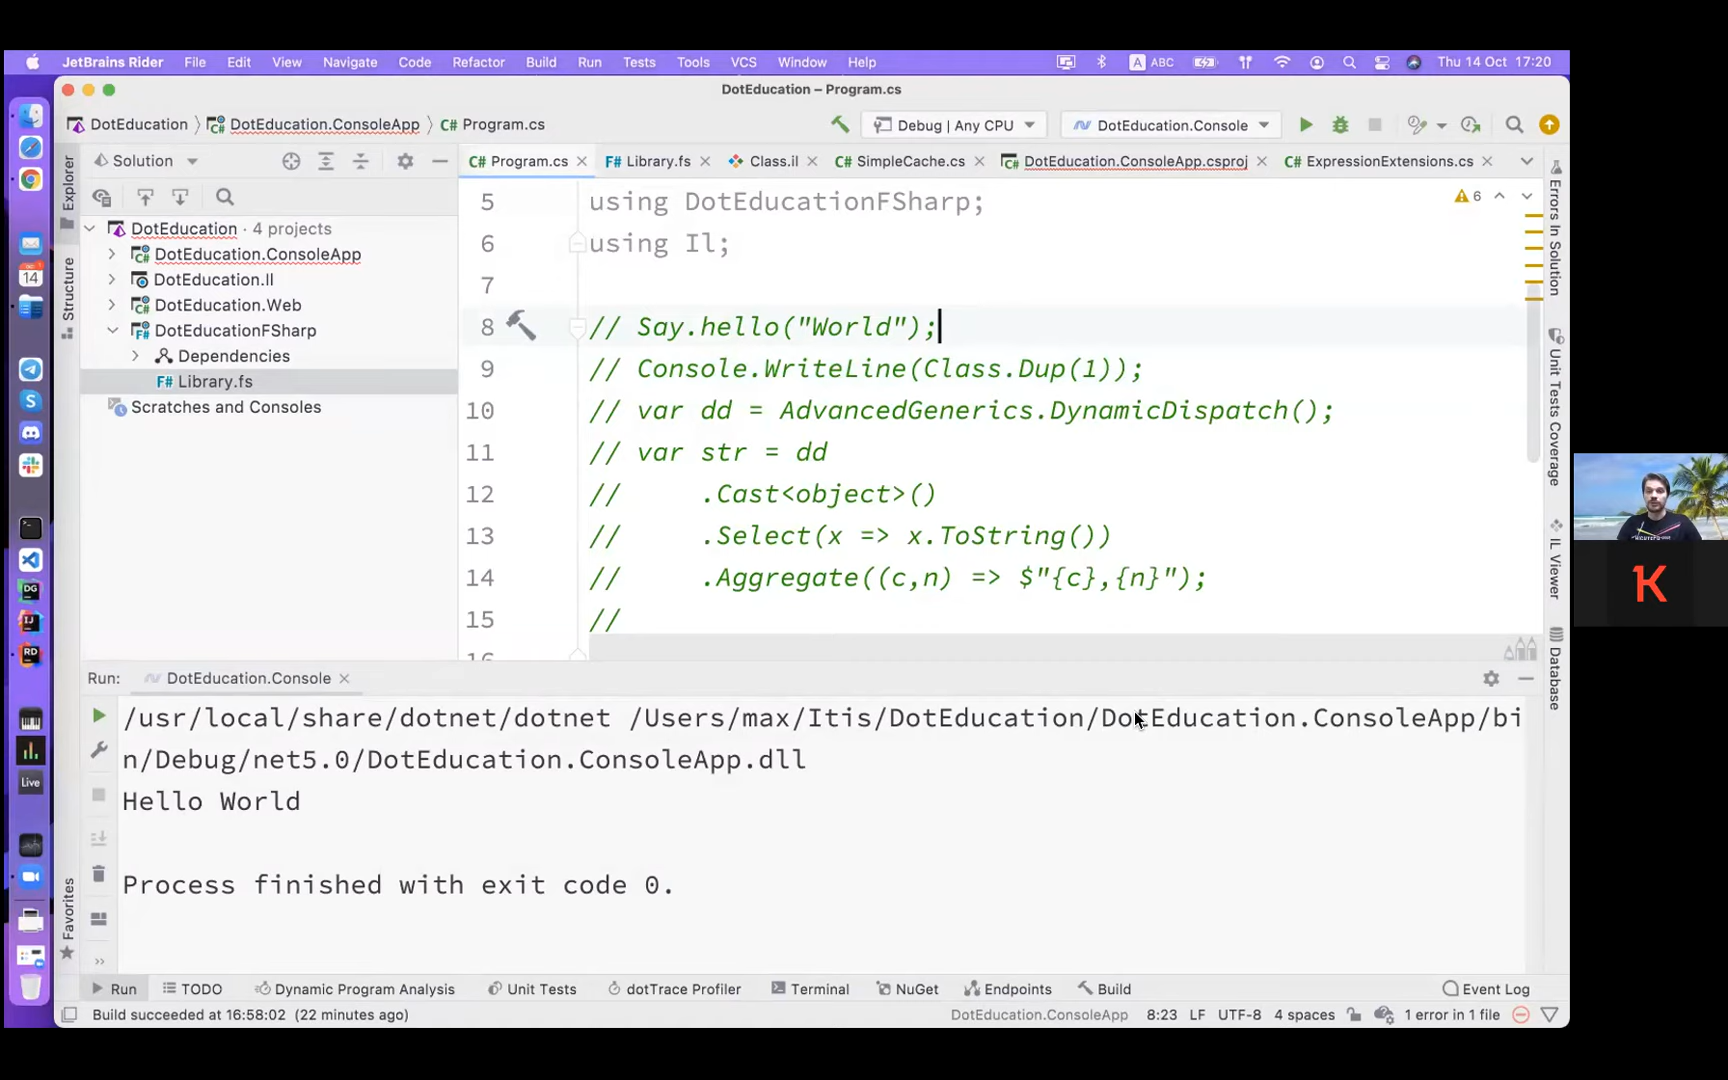 JetBrains Rider File Edit View Navigate Code Refactor Build Run Tests Tools VCS Window Help A ABC Thu 14 Oct 17:20
DotEducation – Program.cs
DotEducation DotEducation.ConsoleApp C# Program.cs Debug | Any CPU DotEducation.Console
Solution C# Program.cs F# Library.fs Class.il C# SimpleCache.cs DotEducation.ConsoleApp.csproj C# ExpressionExtensions.cs
Explorer
Structure
Favorites
DotEducation · 4 projects
DotEducation.ConsoleApp
DotEducation.Il
DotEducation.Web
DotEducationFSharp
Dependencies
F# Library.fs
Scratches and Consoles
6
5 using DotEducationFSharp;
6 using Il;
7
8 // Say.hello("World");
9 // Console.WriteLine(Class.Dup(1));
10 // var dd = AdvancedGenerics.DynamicDispatch();
11 // var str = dd
12 // .Cast<object>()
13 // .Select(x => x.ToString())
14 // .Aggregate((c,n) => $"{c},{n}");
15 //
16
Errors In Solution
Unit Tests Coverage
IL Viewer
Database
14
DG
IJ
RD
Live
K
Run: DotEducation.Console
/usr/local/share/dotnet/dotnet /Users/max/Itis/DotEducation/DotEducation.ConsoleApp/bi
n/Debug/net5.0/DotEducation.ConsoleApp.dll
Hello World
Process finished with exit code 0.
Run TODO Dynamic Program Analysis Unit Tests dotTrace Profiler Terminal NuGet Endpoints Build Event Log
Build succeeded at 16:58:02 (22 minutes ago) DotEducation.ConsoleApp 8:23 LF UTF-8 4 spaces 1 error in 1 file